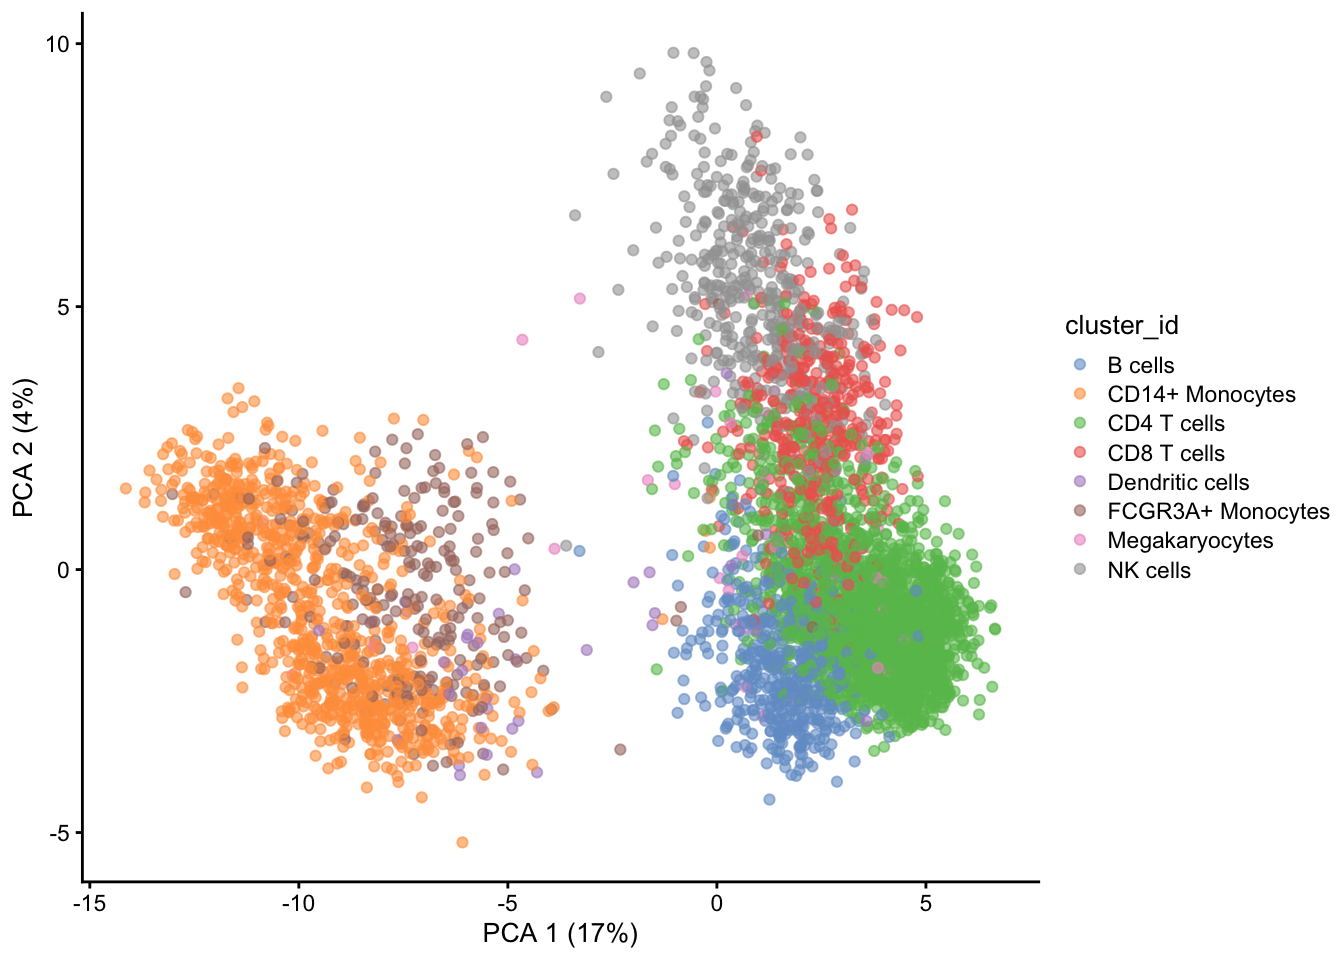 10
5
0
-5
PCA 2 (4%)
-15
-10
-5
0
5
PCA 1 (17%)
cluster_id
B cells
CD14+ Monocytes
CD4 T cells
CD8 T cells
Dendritic cells
FCGR3A+ Monocytes
Megakaryocytes
NK cells